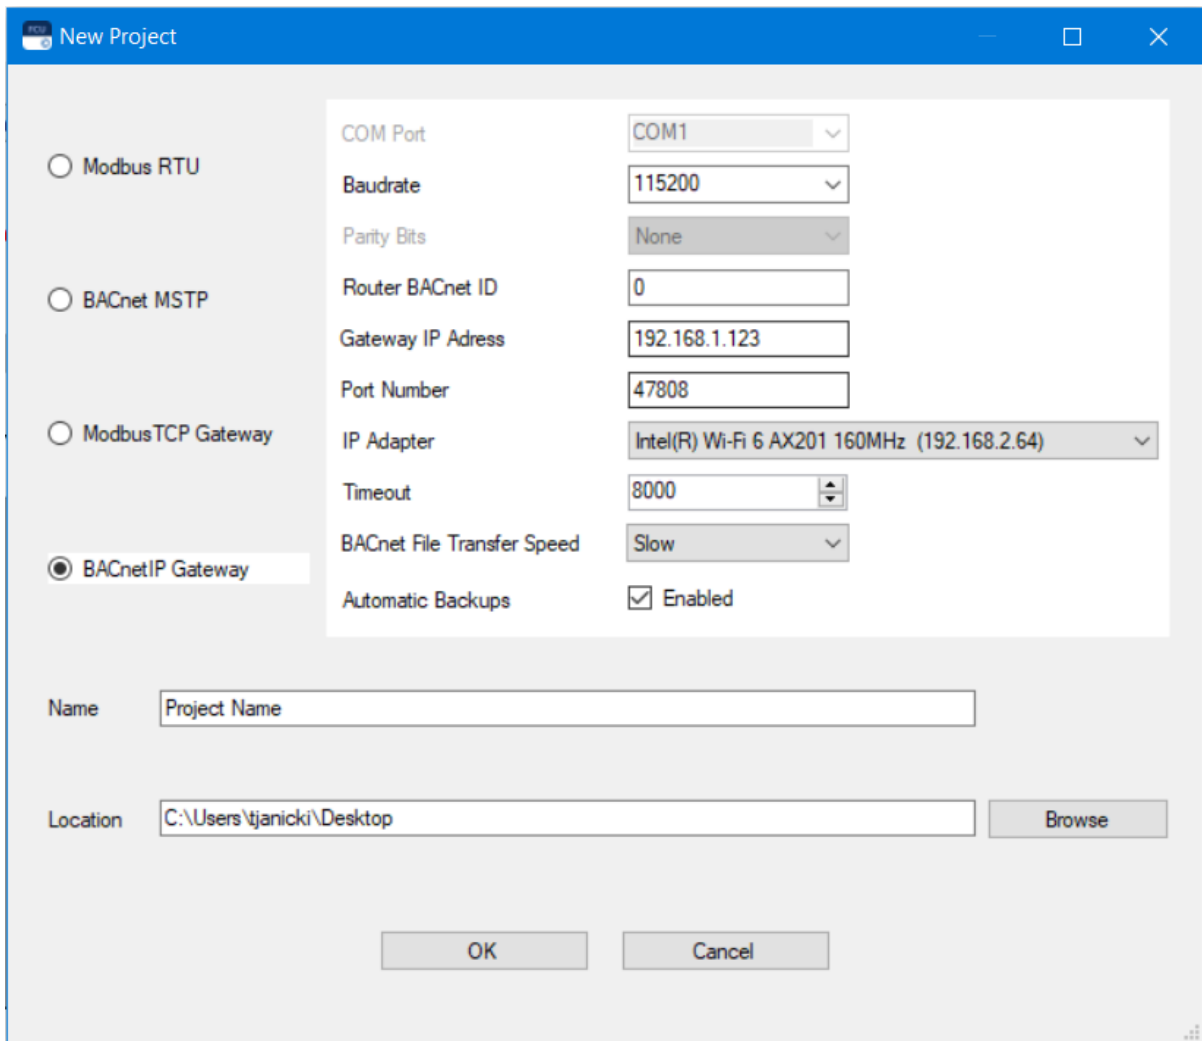 FCU
New Project
Modbus RTU
BACnet MSTP
ModbusTCP Gateway
BACnetIP Gateway
COM Port COM1
Baudrate 115200
Parity Bits None
Router BACnet ID 0
Gateway IP Adress 192.168.1.123
Port Number 47808
IP Adapter Intel(R) Wi-Fi 6 AX201 160MHz (192.168.2.64)
Timeout 8000
BACnet File Transfer Speed Slow
Automatic Backups Enabled
Name Project Name
Location C:\Users\tjanicki\Desktop Browse
OK Cancel